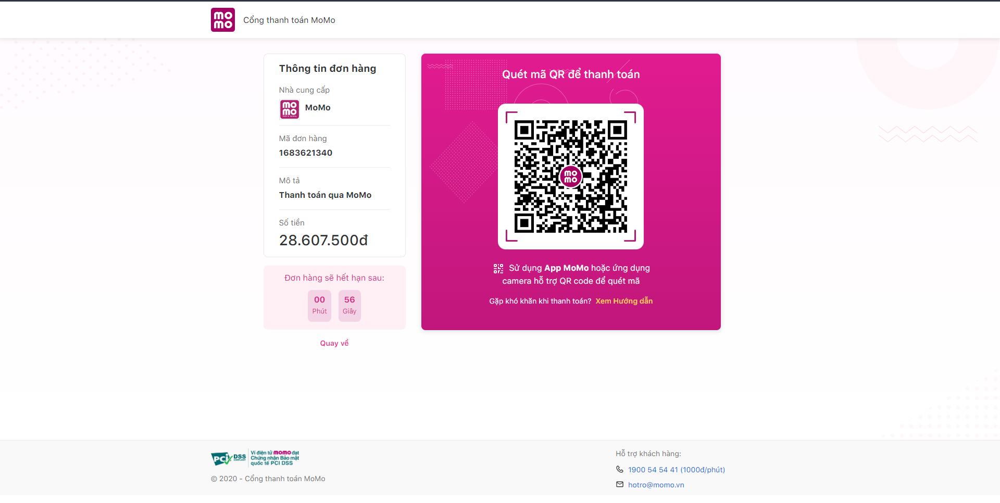 MOMO
Cổng thanh toán MoMo
Thông tin đơn hàng
Nhà cung cấp
MOMO
MoMo
Mã đơn hàng
1683621340
Mô tả
Thanh toán qua MoMo
Số tiền
28.607.500đ
Đơn hàng sẽ hết hạn sau:
00
Phút
56
Giây
Quay về
Quét mã QR để thanh toán
MOMO
Sử dụng App MoMo hoặc ứng dụng
camera hỗ trợ QR code để quét mã
Gặp khó khăn khi thanh toán? Xem Hướng dẫn
PCI DSS
COMPLIANT
Ví điện tử MOMO đạt
Chứng nhận Bảo mật
quốc tế PCI DSS
© 2020 - Cổng thanh toán MoMo
Hỗ trợ khách hàng:
1900 54 54 41 (1000đ/phút)
hotro@momo.vn